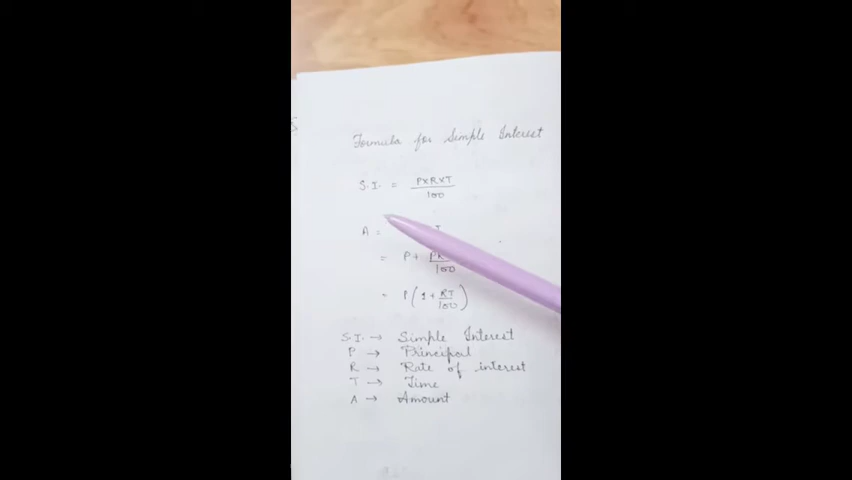 Formula for Simple Interest
S.I. = PXRXT/100
A =
= P +
100
= P(1 + RT/100)
S.I. → Simple Interest
P → Principal
R → Rate of interest
T → Time
A → Amount